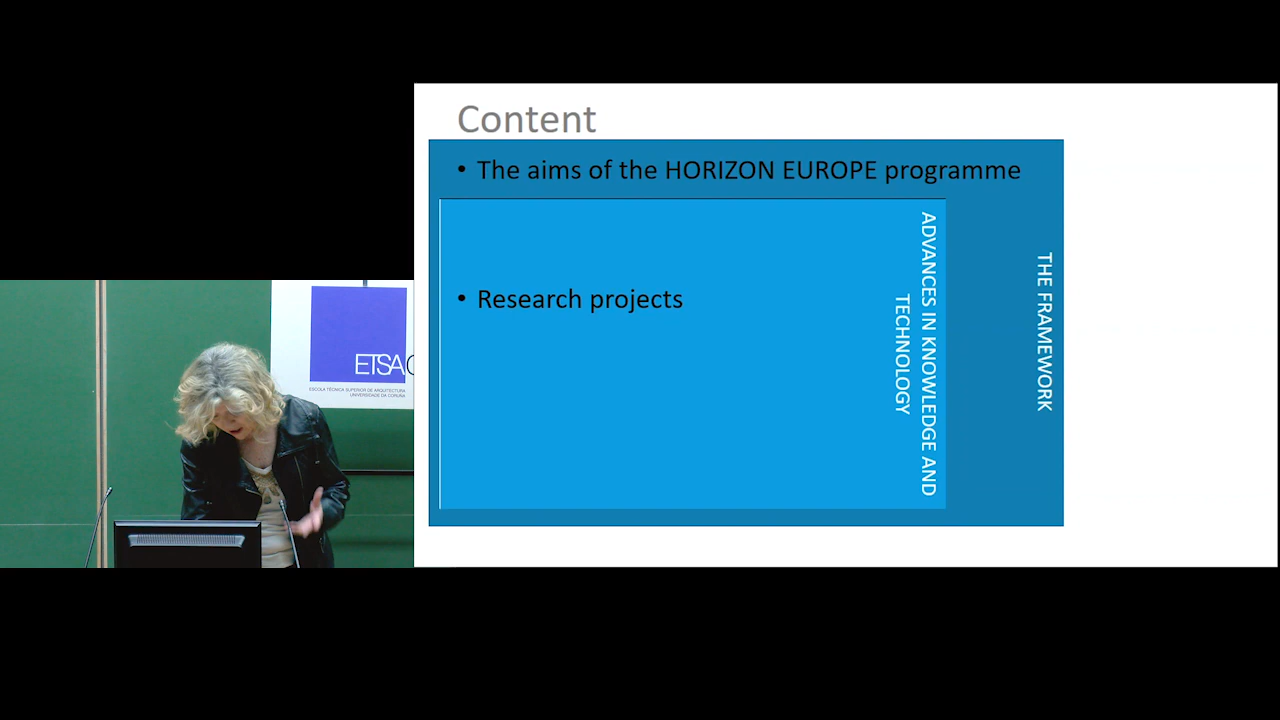 Content
• The aims of the HORIZON EUROPE programme
• Research projects
ADVANCES IN KNOWLEDGE AND
TECHNOLOGY
THE FRAMEWORK
ETSAC
ESCOLA TÉCNICA SUPERIOR DE ARQUITECTURA
UNIVERSIDADE DA CORUÑA